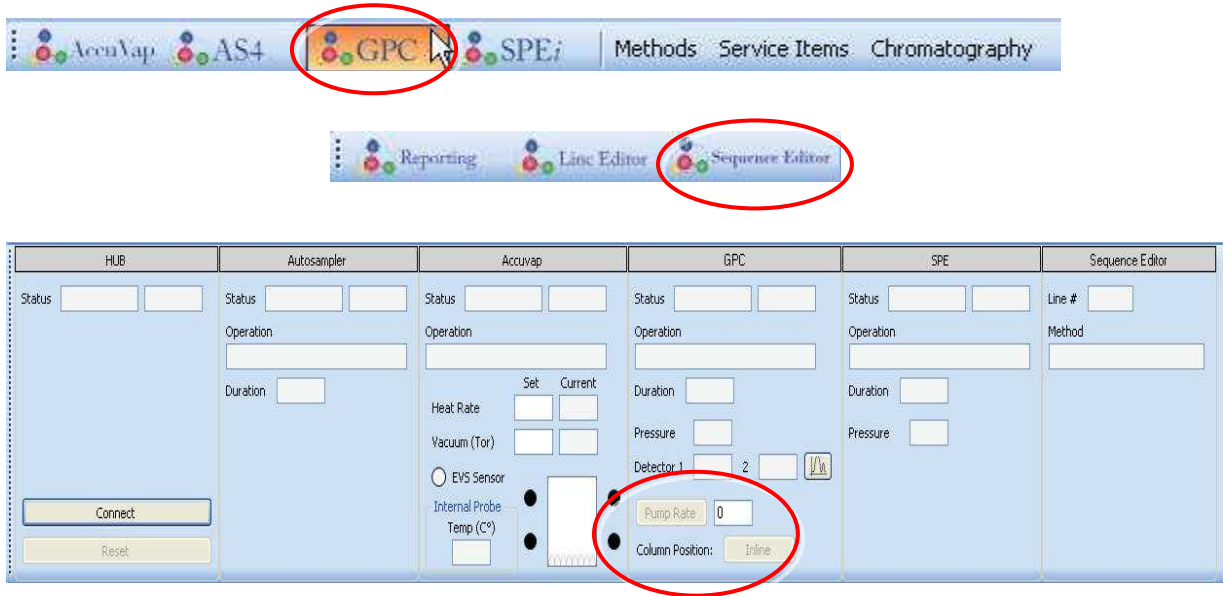 AccuVap AS4 GPC SPEi Methods Service Items Chromatography
Reporting Line Editor Sequence Editor
HUB Autosampler Accuvap GPC SPE Sequence Editor
Status Status Status Status Status Line #
Operation Operation Operation Operation Method
Duration Set Current Duration Duration
Heat Rate
Vacuum (Tor) Pressure Pressure
Detector 1 2
EVS Sensor
Connect Internal Probe Pump Rate 0
Temp (C°)
Reset Column Position: Inline